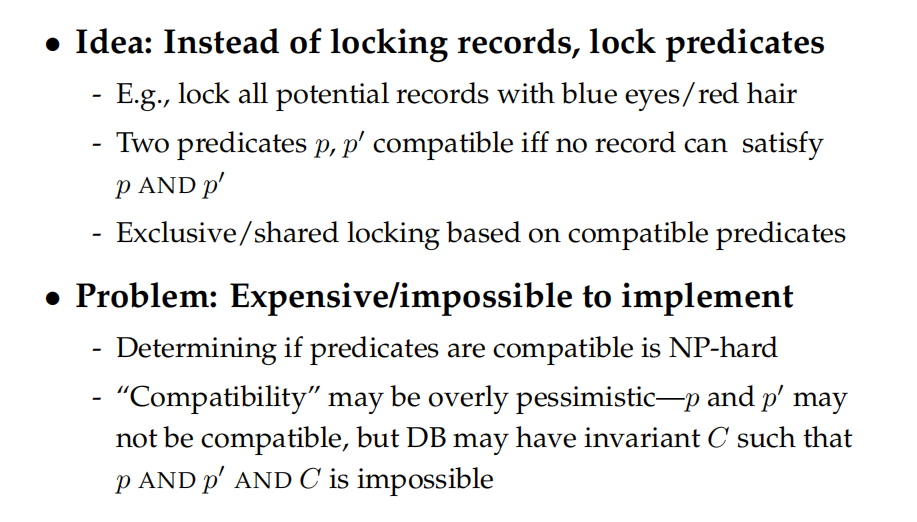 • Idea: Instead of locking records, lock predicates
- E.g., lock all potential records with blue eyes/red hair
- Two predicates p, p′ compatible iff no record can satisfy
p AND p′
- Exclusive/shared locking based on compatible predicates
• Problem: Expensive/impossible to implement
- Determining if predicates are compatible is NP-hard
- “Compatibility” may be overly pessimistic—p and p′ may
not be compatible, but DB may have invariant C such that
p AND p′ AND C is impossible